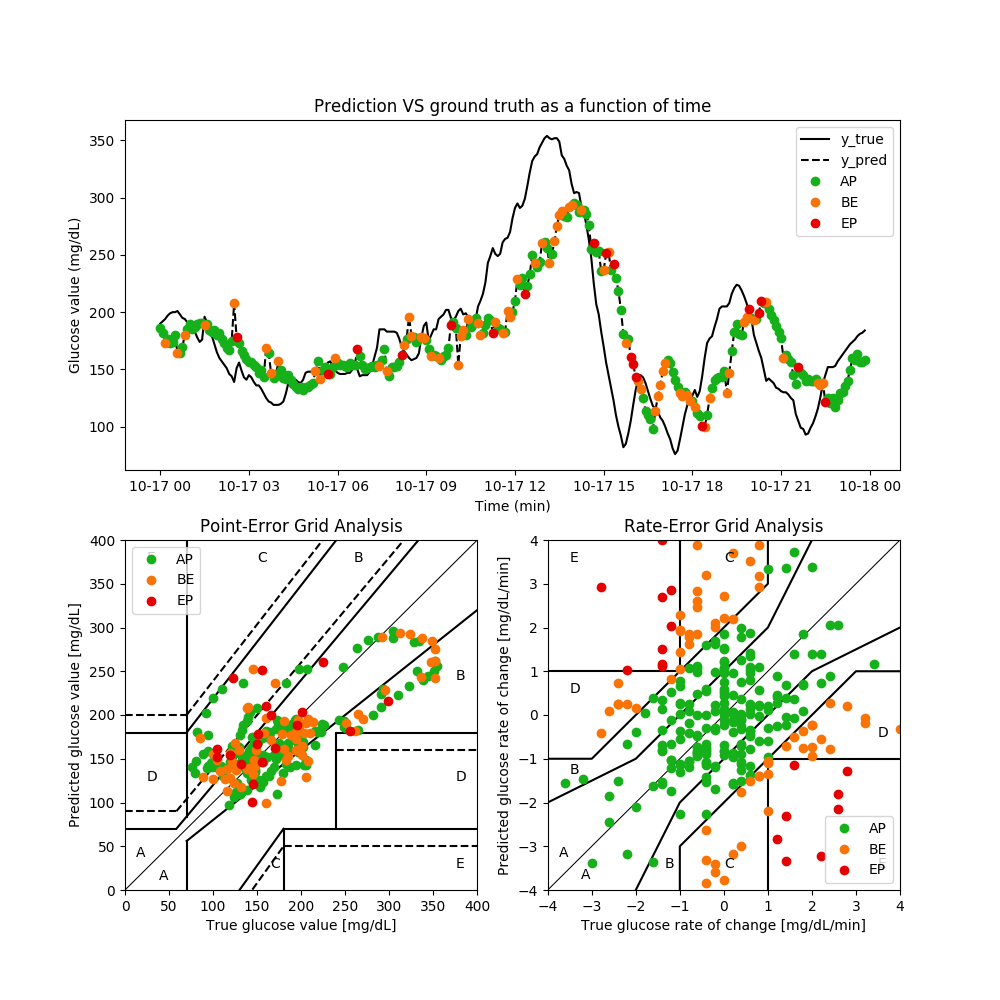 Prediction VS ground truth as a function of time
Glucose value (mg/dL)
350
300
250
200
150
100
y_true
y_pred
AP
BE
EP
10-17 00 10-17 03 10-17 06 10-17 09 10-17 12 10-17 15 10-17 18 10-17 21 10-18 00
Time (min)
Point-Error Grid Analysis
Predicted glucose value [mg/dL]
400
350
300
250
200
150
100
50
0
AP
BE
EP
C B
B
D D
A
A
C
E
0 50 100 150 200 250 300 350 400
True glucose value [mg/dL]
Rate-Error Grid Analysis
Predicted glucose rate of change [mg/dL/min]
4
3
2
1
0
−1
−2
−3
−4
E C
D
D
B
A
A
B C
E
AP
BE
EP
−4 −3 −2 −1 0 1 2 3 4
True glucose rate of change [mg/dL/min]